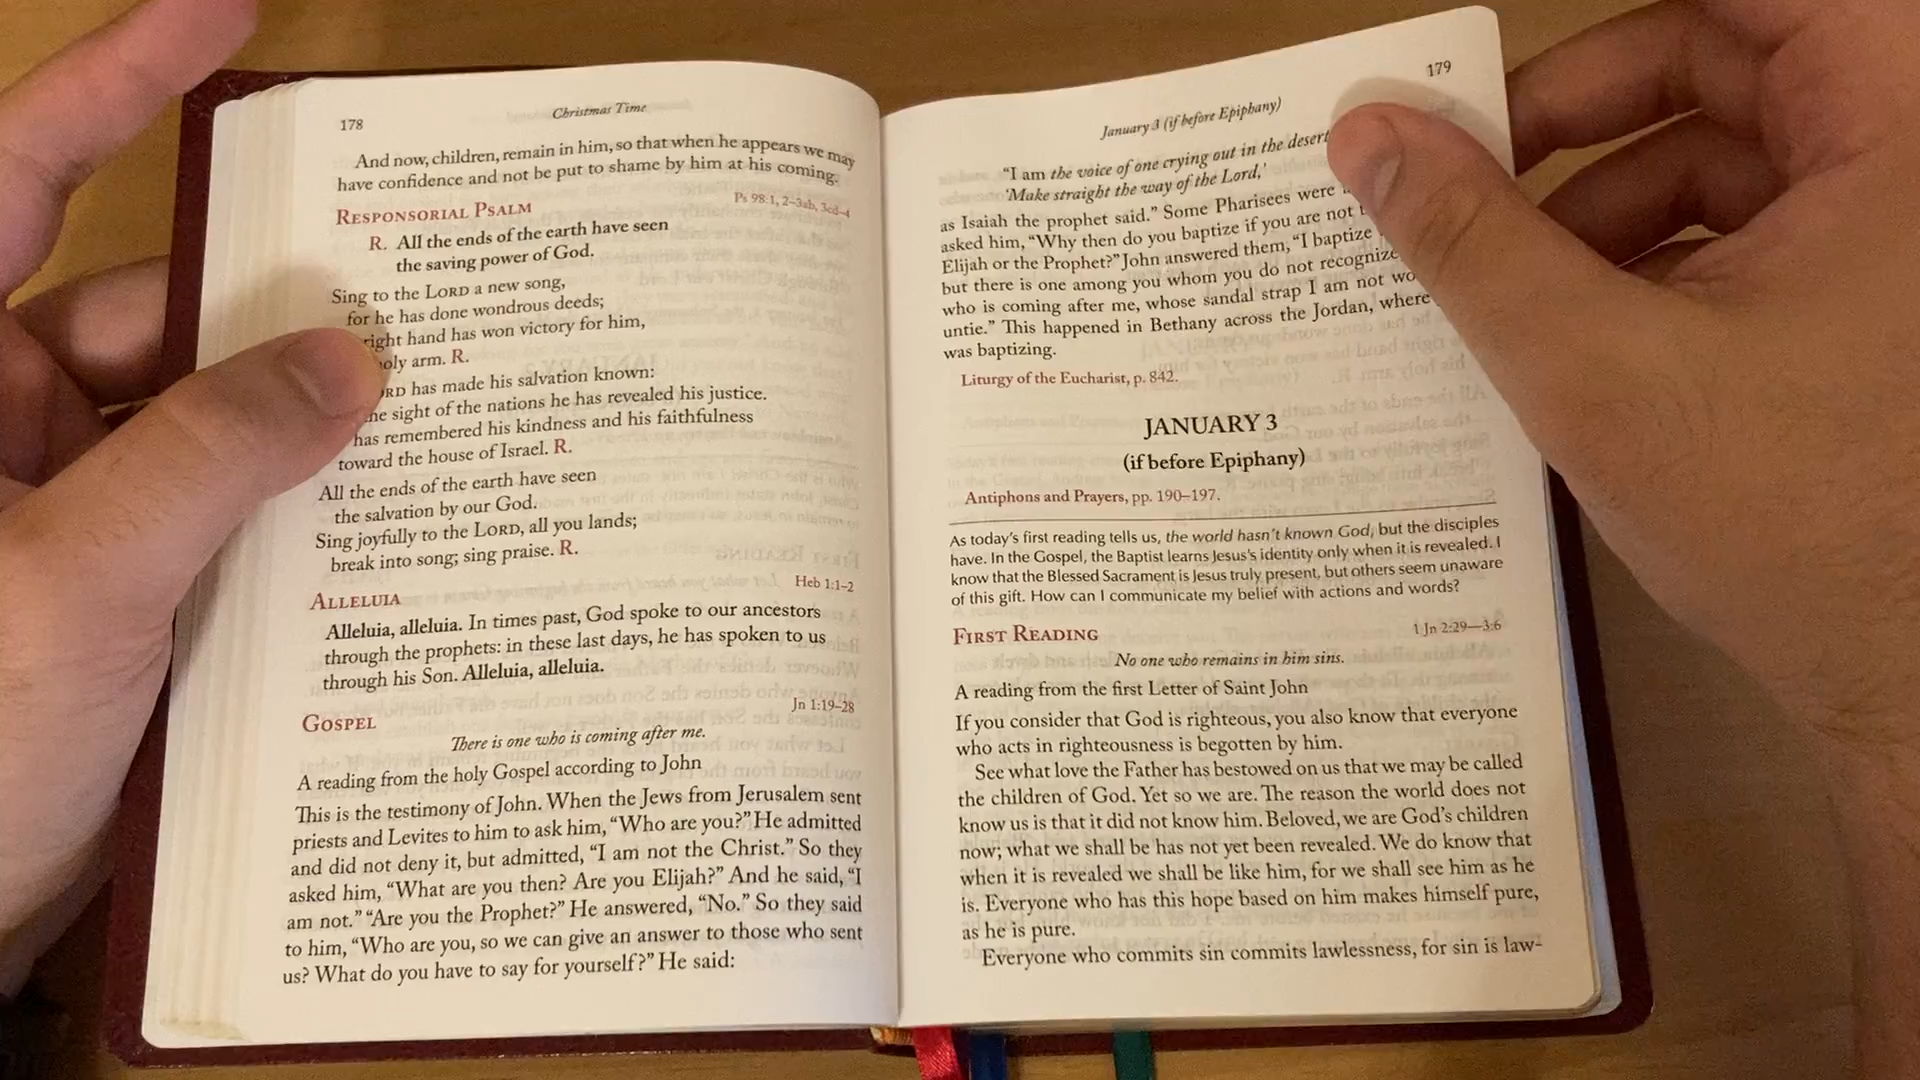 178
Christmas Time
And now, children, remain in him, so that when he appears we may
have confidence and not be put to shame by him at his coming.
RESPONSORIAL PSALM
Ps 98:1, 2–3ab, 3cd–4
R. All the ends of the earth have seen
the saving power of God.
Sing to the LORD a new song,
for he has done wondrous deeds;
right hand has won victory for him,
holy arm. R.
has made his salvation known:
sight of the nations he has revealed his justice.
has remembered his kindness and his faithfulness
toward the house of Israel. R.
All the ends of the earth have seen
the salvation by our God.
Sing joyfully to the LORD, all you lands;
break into song; sing praise. R.
ALLELUIA
Heb 1:1–2
Alleluia, alleluia. In times past, God spoke to our ancestors
through the prophets: in these last days, he has spoken to us
through his Son. Alleluia, alleluia.
GOSPEL
Jn 1:19–28
There is one who is coming after me.
A reading from the holy Gospel according to John
This is the testimony of John. When the Jews from Jerusalem sent
priests and Levites to him to ask him, “Who are you?” He admitted
and did not deny it, but admitted, “I am not the Christ.” So they
asked him, “What are you then? Are you Elijah?” And he said, “I
am not.” “Are you the Prophet?” He answered, “No.” So they said
to him, “Who are you, so we can give an answer to those who sent
us? What do you have to say for yourself?” He said:
January 3 (if before Epiphany)
179
“I am the voice of one crying out in the desert
‘Make straight the way of the Lord,’
as Isaiah the prophet said.” Some Pharisees were
asked him, “Why then do you baptize if you are not
Elijah or the Prophet?” John answered them, “I baptize
but there is one among you whom you do not recognize
who is coming after me, whose sandal strap I am not
untie.” This happened in Bethany across the Jordan, where
was baptizing.
Liturgy of the Eucharist, p. 842.
JANUARY 3
(if before Epiphany)
Antiphons and Prayers, pp. 190–197.
As today’s first reading tells us, the world hasn’t known God, but the disciples
have. In the Gospel, the Baptist learns Jesus’s identity only when it is revealed. I
know that the Blessed Sacrament is Jesus truly present, but others seem unaware
of this gift. How can I communicate my belief with actions and words?
FIRST READING
1 Jn 2:29—3:6
No one who remains in him sins.
A reading from the first Letter of Saint John
If you consider that God is righteous, you also know that everyone
who acts in righteousness is begotten by him.
See what love the Father has bestowed on us that we may be called
the children of God. Yet so we are. The reason the world does not
know us is that it did not know him. Beloved, we are God’s children
now; what we shall be has not yet been revealed. We do know that
when it is revealed we shall be like him, for we shall see him as he
is. Everyone who has this hope based on him makes himself pure,
as he is pure.
Everyone who commits sin commits lawlessness, for sin is law-